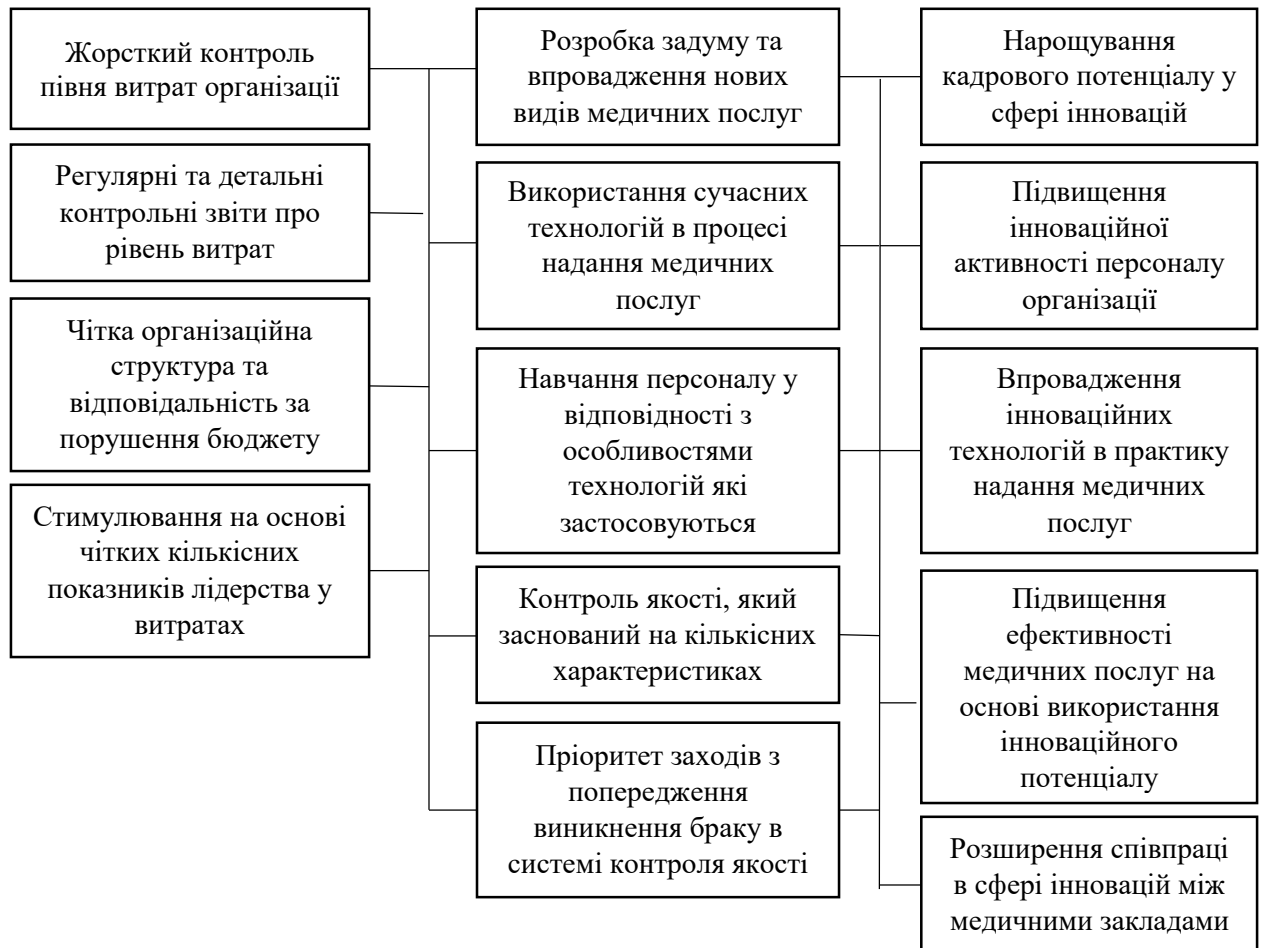 Жорсткий контроль
півня витрат організації
Регулярні та детальні
контрольні звіти про
рівень витрат
Чітка організаційна
структура та
відповідальність за
порушення бюджету
Стимулювання на основі
чітких кількісних
показників лідерства у
витратах
Розробка задуму та
впровадження нових
видів медичних послуг
Використання сучасних
технологій в процесі
надання медичних
послуг
Навчання персоналу у
відповідності з
особливостями
технологій які
застосовуються
Контроль якості, який
заснований на кількісних
характеристиках
Пріоритет заходів з
попередження
виникнення браку в
системі контроля якості
Нарощування
кадрового потенціалу у
сфері інновацій
Підвищення
інноваційної
активності персоналу
організації
Впровадження
інноваційних
технологій в практику
надання медичних
послуг
Підвищення
ефективності
медичних послуг на
основі використання
інноваційного
потенціалу
Розширення співпраці
в сфері інновацій між
медичними закладами